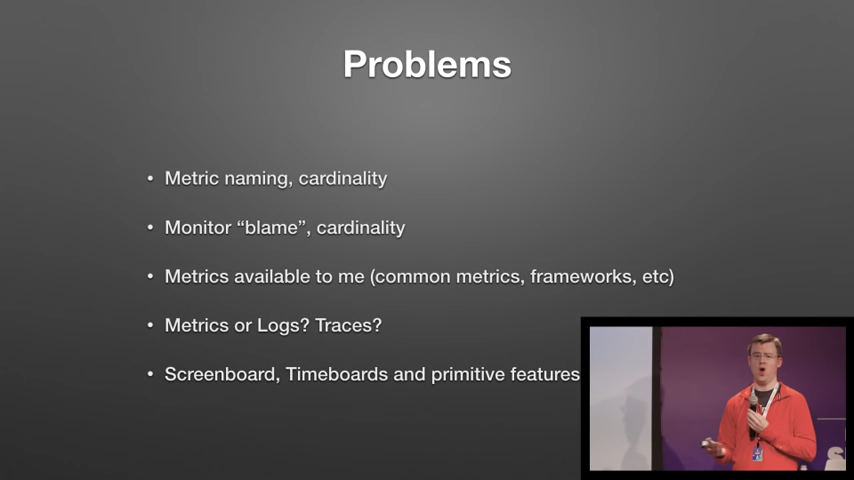 Problems
• Metric naming, cardinality
• Monitor “blame”, cardinality
• Metrics available to me (common metrics, frameworks, etc)
• Metrics or Logs? Traces?
• Screenboard, Timeboards and primitive features